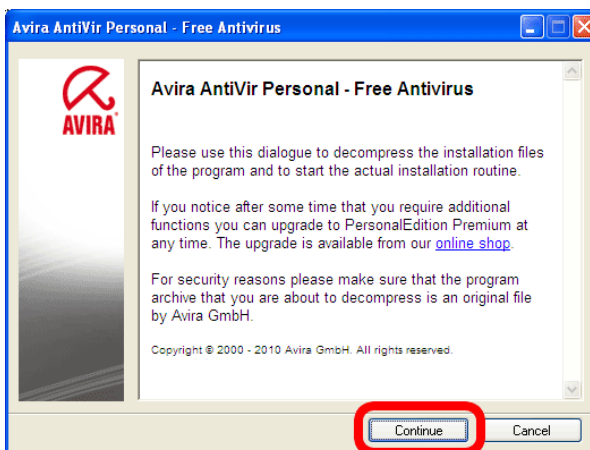 Avira AntiVir Personal - Free Antivirus
AVIRA
Avira AntiVir Personal - Free Antivirus
Please use this dialogue to decompress the installation files
of the program and to start the actual installation routine.
If you notice after some time that you require additional
functions you can upgrade to PersonalEdition Premium at
any time. The upgrade is available from our online shop.
For security reasons please make sure that the program
archive that you are about to decompress is an original file
by Avira GmbH.
Copyright © 2000 - 2010 Avira GmbH. All rights reserved.
Continue
Cancel